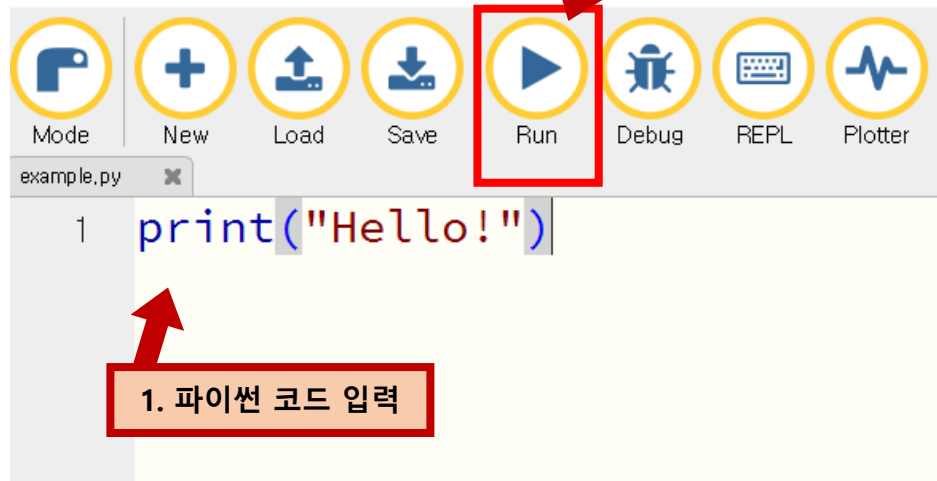 Mode New Load Save Run Debug REPL Plotter
example.py
1 print("Hello!")
1. 파이썬 코드 입력